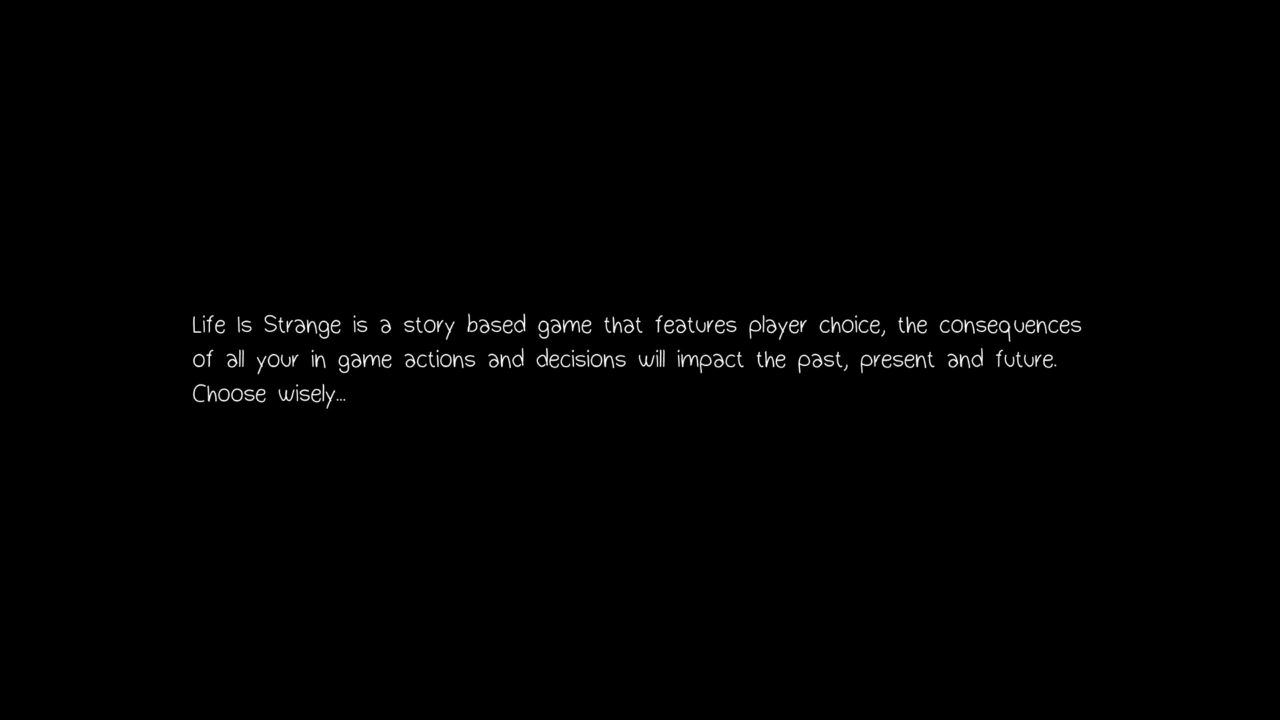 Life Is Strange is a story based game that features player choice, the consequences
of all your in game actions and decisions will impact the past, present and future.
Choose wisely...